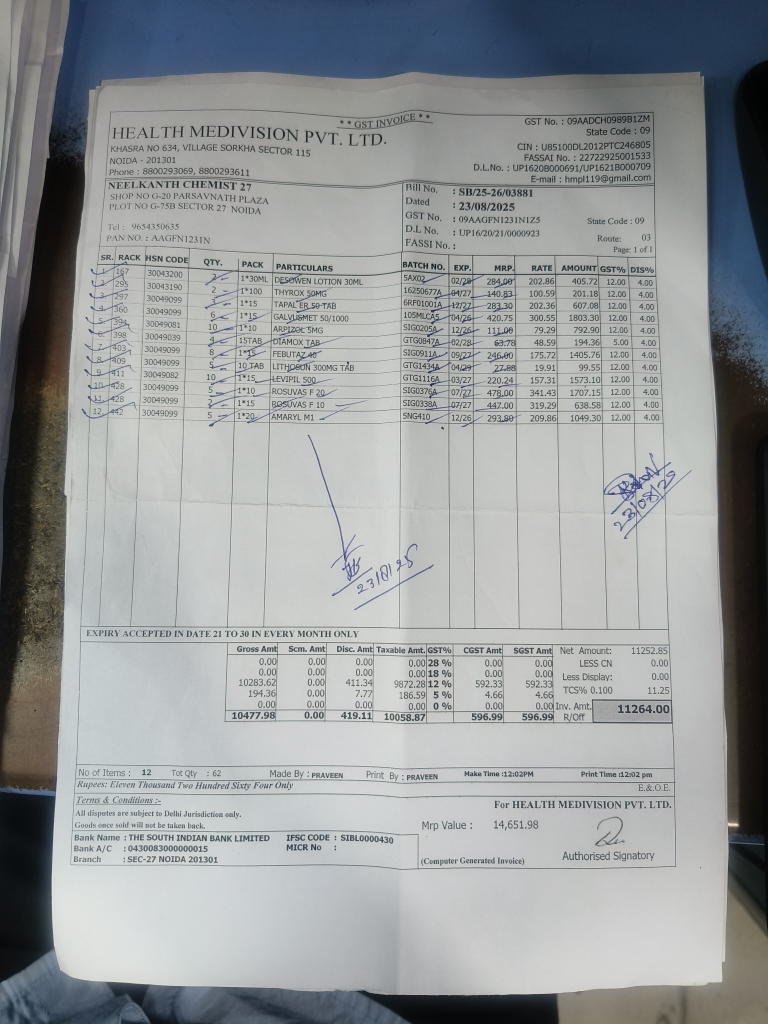 ** GST INVOICE **
HEALTH MEDIVISION PVT. LTD.
KHASRA NO 634, VILLAGE SORKHA SECTOR 115
NOIDA - 201301
Phone : 8800293069, 8800293611
GST No. : 09AADCH0989B1ZM
State Code : 09
CIN : U85100DL2012PTC246805
FASSAI No. : 22722925001533
D.L.No. : UP1620B000691/UP1621B000709
E-mail : hmpl119@gmail.com
NEELKANTH CHEMIST 27
SHOP NO G-20 PARSAVNATH PLAZA
PLOT NO G-75B SECTOR 27 NOIDA
Tel : 9654350635
PAN NO. : AAGFN1231N
Bill No. : SB/25-26/03881
Dated : 23/08/2025
GST No. : 09AAGFN1231N1Z5 State Code : 09
D.L No. : UP16/20/21/0000923
Route: 03
FASSI No. :
Page: 1 of 1
SR. RACK HSN CODE QTY. PACK PARTICULARS BATCH NO. EXP. MRP. RATE AMOUNT GST% DIS%
1. 167 30043200 2 1*30ML DESOWEN LOTION 30ML 5AX02 02/28 284.00 202.86 405.72 12.00 4.00
2. 295 30043190 2 1*100 THYROX 50MG 16250677A 04/27 140.83 100.59 201.18 12.00 4.00
3. 297 30049099 3 1*15 TAPAL ER 50 TAB 6RF01001A 12/27 283.30 202.36 607.08 12.00 4.00
4. 360 30049099 6 1*15 GALVUSMET 50/1000 105MLCA5 04/26 420.75 300.55 1803.30 12.00 4.00
5. 394 30049081 10 1*10 ARPIZOL 5MG SIG0205A 12/26 111.00 79.29 792.90 12.00 4.00
6. 398 30049039 4 15TAB DIAMOX TAB GTG0847A 02/28 63.78 48.59 194.36 5.00 4.00
7. 403 30049099 8 1*15 FEBUTAZ 40 SIG0911A 09/27 246.00 175.72 1405.76 12.00 4.00
8. 409 30049099 5 10 TAB LITHOSUN 300MG TAB GTG1434A 04/29 27.88 19.91 99.55 12.00 4.00
9. 411 30049082 10 1*15 LEVIPIL 500 GTG1116A 03/27 220.24 157.31 1573.10 12.00 4.00
10. 428 30049099 5 1*10 ROSUVAS F 20 SIG0376A 07/27 478.00 341.43 1707.15 12.00 4.00
11. 428 30049099 2 1*15 ROSUVAS F 10 SIG0338A 07/27 447.00 319.29 638.58 12.00 4.00
12. 442 30049099 5 1*20 AMARYL M1 5NG410 12/26 293.80 209.86 1049.30 12.00 4.00
23/08/25
23/8/25
EXPIRY ACCEPTED IN DATE 21 TO 30 IN EVERY MONTH ONLY
Gross Amt Scm. Amt Disc. Amt Taxable Amt. GST% CGST Amt SGST Amt
0.00 0.00 0.00 0.00 28 % 0.00 0.00
0.00 0.00 0.00 0.00 18 % 0.00 0.00
10283.62 0.00 411.34 9872.28 12 % 592.33 592.33
194.36 0.00 7.77 186.59 5 % 4.66 4.66
0.00 0.00 0.00 0.00 0 % 0.00 0.00
10477.98 0.00 419.11 10058.87 596.99 596.99
Net Amount: 11252.85
LESS CN 0.00
Less Display: 0.00
TCS% 0.100 11.25
Inv. Amt. 11264.00
R/Off
No of Items : 12 Tot Qty : 62 Made By : PRAVEEN Print By : PRAVEEN Make Time :12:02PM Print Time :12:02 pm
Rupees: Eleven Thousand Two Hundred Sixty Four Only E.& O.E.
Terms & Conditions :-
All disputes are subject to Delhi Jurisdiction only.
Goods once sold will not be taken back.
Bank Name : THE SOUTH INDIAN BANK LIMITED IFSC CODE : SIBL0000430
Bank A/C : 0430083000000015 MICR No :
Branch : SEC-27 NOIDA 201301
For HEALTH MEDIVISION PVT. LTD.
Mrp Value : 14,651.98
(Computer Generated Invoice) Authorised Signatory